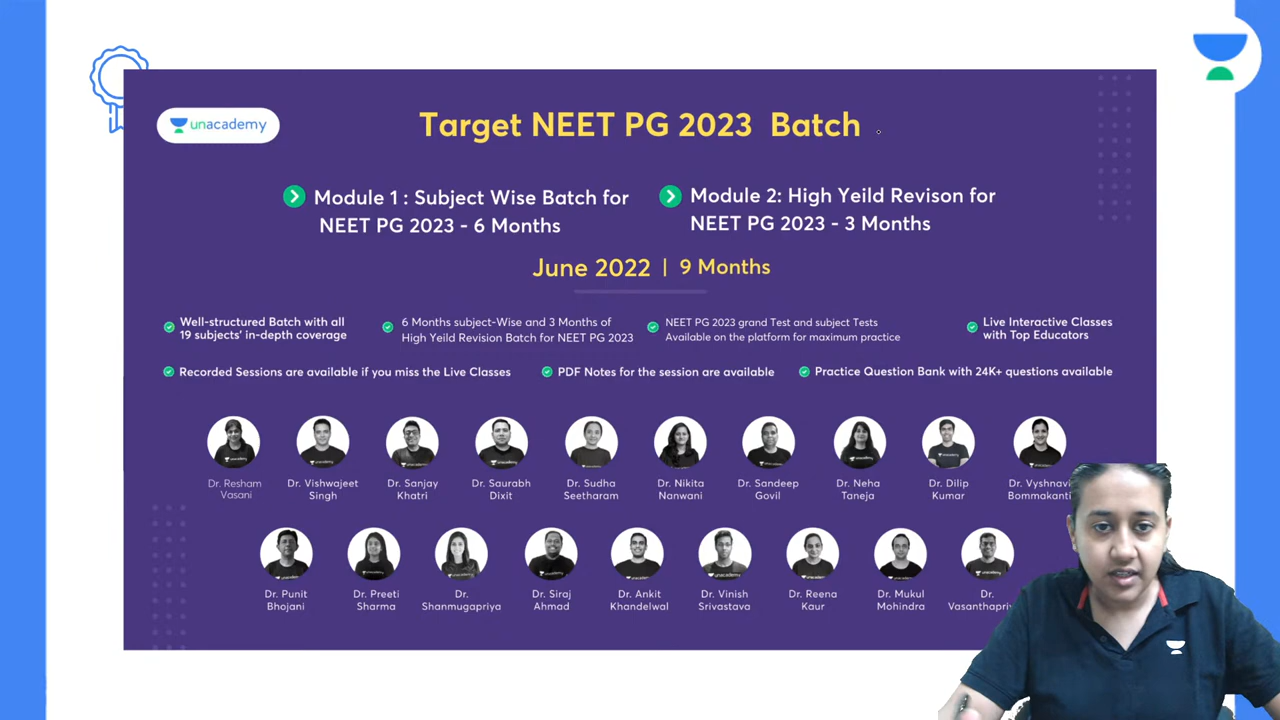 unacademy
Target NEET PG 2023 Batch
Module 1 : Subject Wise Batch for
NEET PG 2023 - 6 Months
Module 2: High Yeild Revison for
NEET PG 2023 - 3 Months
June 2022 | 9 Months
Well-structured Batch with all
19 subjects' in-depth coverage
6 Months subject-Wise and 3 Months of
High Yeild Revision Batch for NEET PG 2023
NEET PG 2023 grand Test and subject Tests
Available on the platform for maximum practice
Live Interactive Classes
with Top Educators
Recorded Sessions are available if you miss the Live Classes
PDF Notes for the session are available
Practice Question Bank with 24K+ questions available
Dr. Resham
Vasani
Dr. Vishwajeet
Singh
Dr. Sanjay
Khatri
Dr. Saurabh
Dixit
Dr. Sudha
Seetharam
Dr. Nikita
Nanwani
Dr. Sandeep
Govil
Dr. Neha
Taneja
Dr. Dilip
Kumar
Dr. Vyshnavi
Bommakanti
Dr. Punit
Bhojani
Dr. Preeti
Sharma
Dr.
Shanmugapriya
Dr. Siraj
Ahmad
Dr. Ankit
Khandelwal
Dr. Vinish
Srivastava
Dr. Reena
Kaur
Dr. Mukul
Mohindra
Dr.